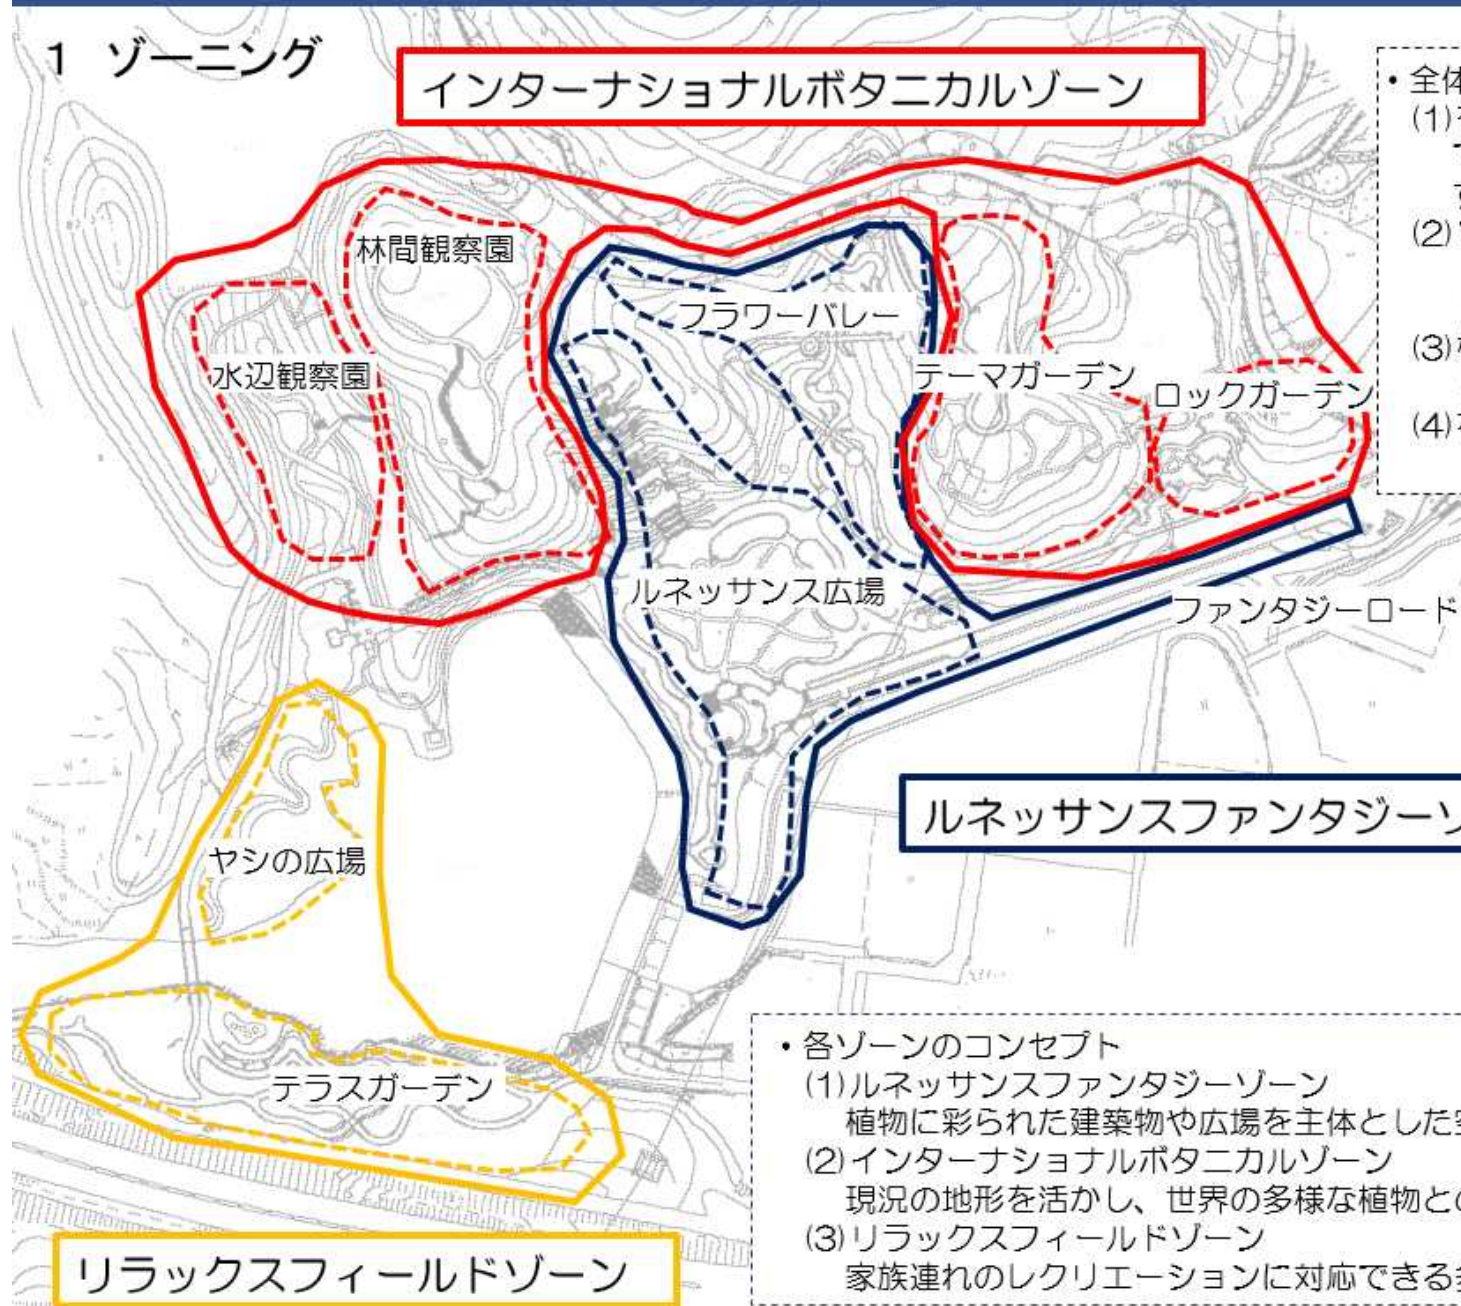 1 ゾーニング
インターナショナルボタニカルゾーン
・全体
(1)
(2)
(3)
(4)
林間観察園
フラワーバレー
水辺観察園
テーマガーデン
ロックガーデン
ルネッサンス広場
ファンタジーロード
ルネッサンスファンタジーゾ
ヤシの広場
テラスガーデン
リラックスフィールドゾーン
・各ゾーンのコンセプト
(1)ルネッサンスファンタジーゾーン
植物に彩られた建築物や広場を主体とした
(2)インターナショナルボタニカルゾーン
現況の地形を活かし、世界の多様な植物との
(3)リラックスフィールドゾーン
家族連れのレクリエーションに対応できる